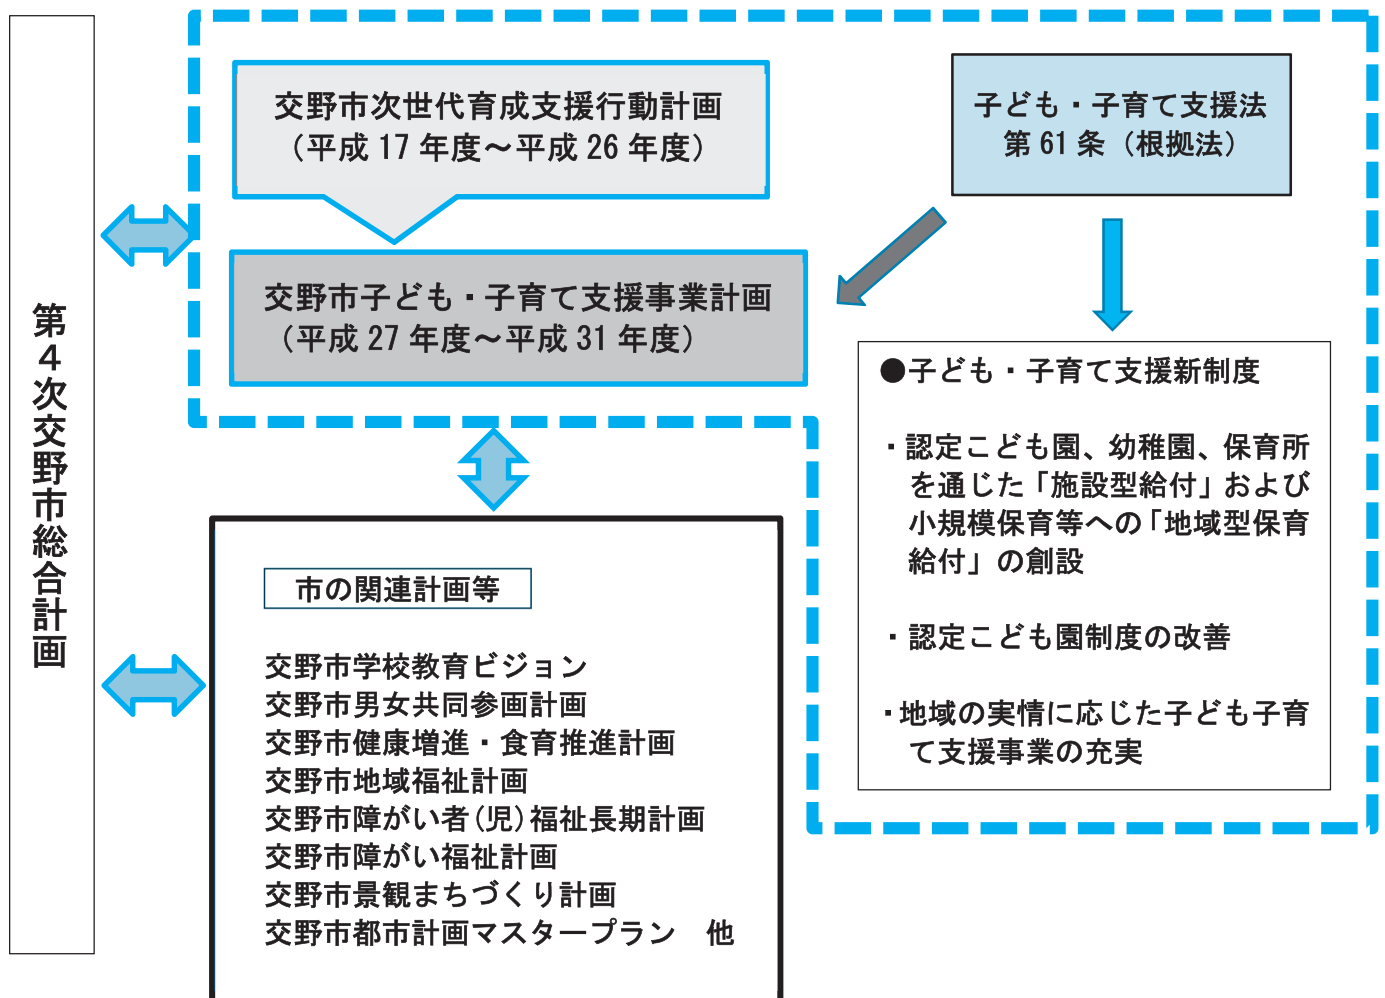 第４次交野市総合計画
交野市次世代育成支援行動計画
（平成 17 年度～平成 26 年度）
子ども・子育て支援法
第 61 条（根拠法）
交野市子ども・子育て支援事業計画
（平成 27 年度～平成 31 年度）
●子ども・子育て支援新制度
・認定こども園、幼稚園、保育所
を通じた「施設型給付」および
小規模保育等への「地域型保育
給付」の創設
・認定こども園制度の改善
・地域の実情に応じた子ども子育
て支援事業の充実
市の関連計画等
交野市学校教育ビジョン
交野市男女共同参画計画
交野市健康増進・食育推進計画
交野市地域福祉計画
交野市障がい者(児)福祉長期計画
交野市障がい福祉計画
交野市景観まちづくり計画
交野市都市計画マスタープラン　他